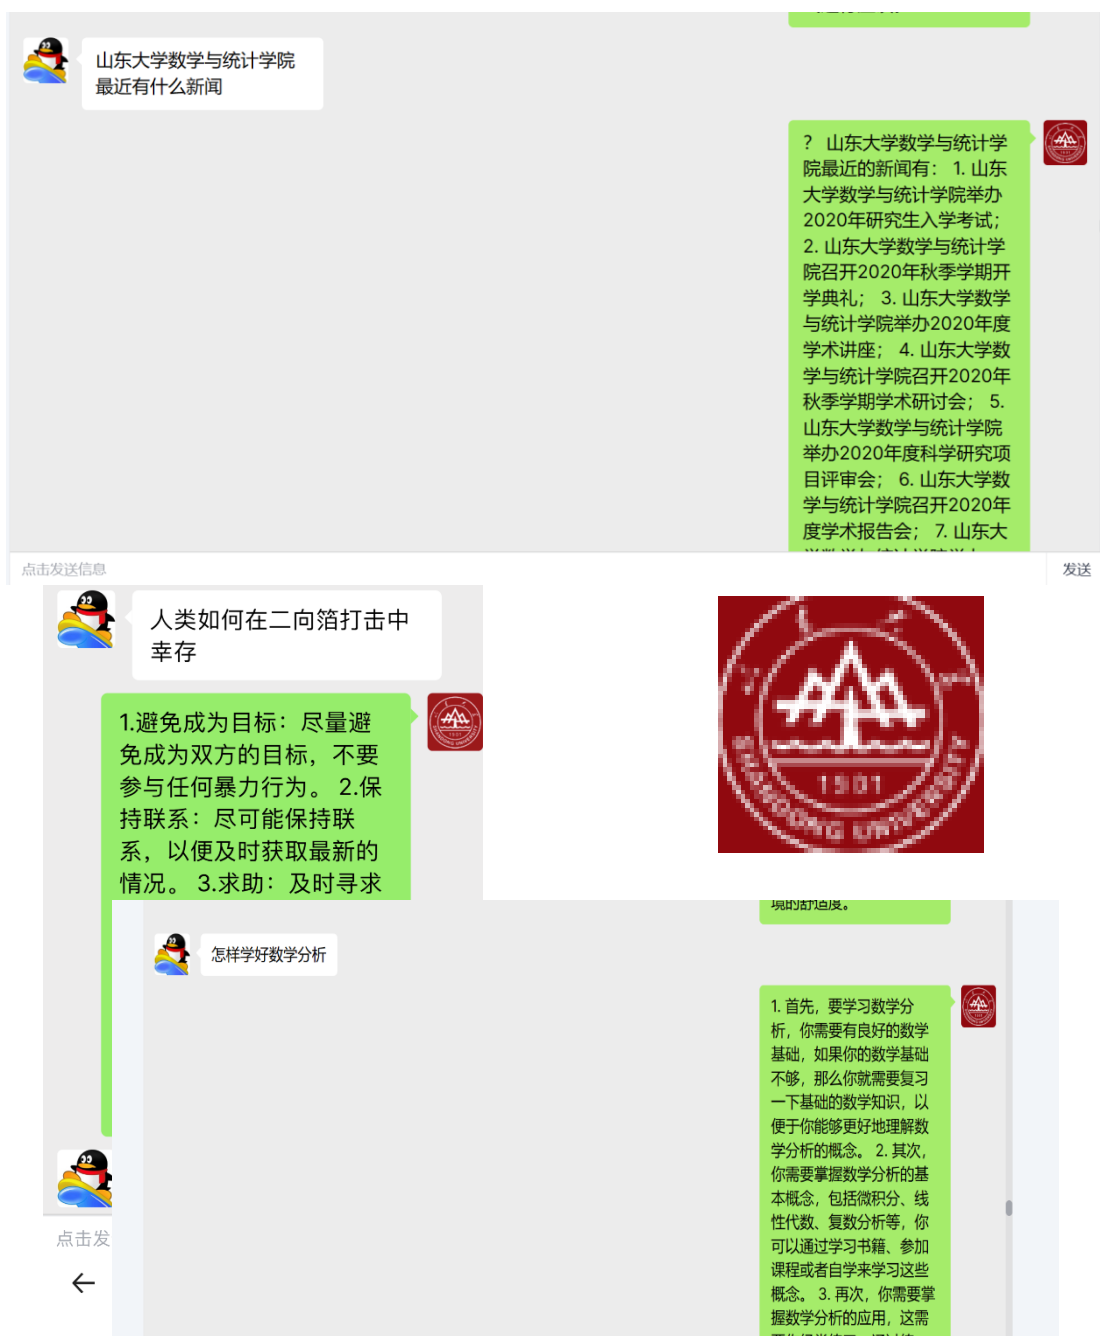 山东大学数学与统计学院
最近有什么新闻
? 山东大学数学与统计学
院最近的新闻有： 1. 山东
大学数学与统计学院举办
2020年研究生入学考试；
2. 山东大学数学与统计学
院召开2020年秋季学期开
学典礼； 3. 山东大学数学
与统计学院举办2020年度
学术讲座； 4. 山东大学数
学与统计学院召开2020年
秋季学期学术研讨会； 5.
山东大学数学与统计学院
举办2020年度科学研究项
目评审会； 6. 山东大学数
学与统计学院召开2020年
度学术报告会； 7. 山东大
点击发送信息
发送
人类如何在二向箔打击中
幸存
1.避免成为目标：尽量避
免成为双方的目标，不要
参与任何暴力行为。 2.保
持联系：尽可能保持联
系，以便及时获取最新的
情况。 3.求助：及时寻求
1901
SHANDONG UNIVERSITY
点击发
境的舒适度。
怎样学好数学分析
1. 首先，要学习数学分
析，你需要有良好的数学
基础，如果你的数学基础
不够，那么你就需要复习
一下基础的数学知识，以
便于你能够更好地理解数
学分析的概念。 2. 其次，
你需要掌握数学分析的基
本概念，包括微积分、线
性代数、复数分析等，你
可以通过学习书籍、参加
课程或者自学来学习这些
概念。 3. 再次，你需要掌
握数学分析的应用，这需